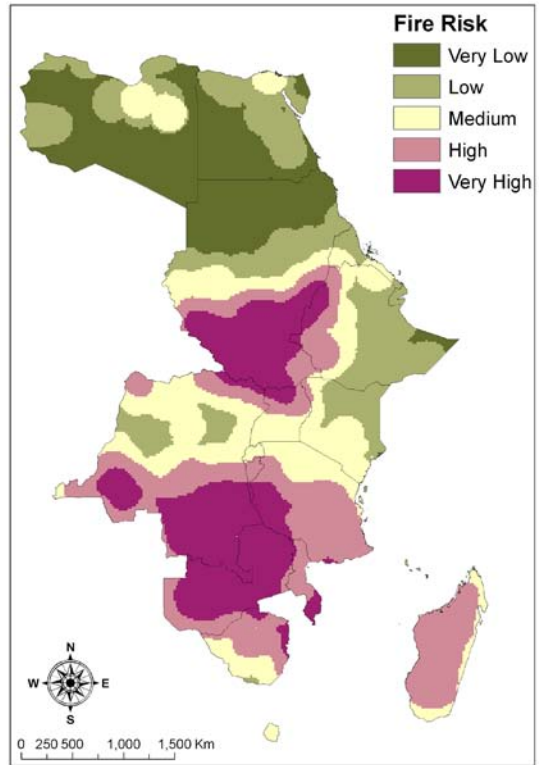 Fire Risk
Very Low
Low
Medium
High
Very High
N
W E
S
0 250 500 1,000 1,500 Km